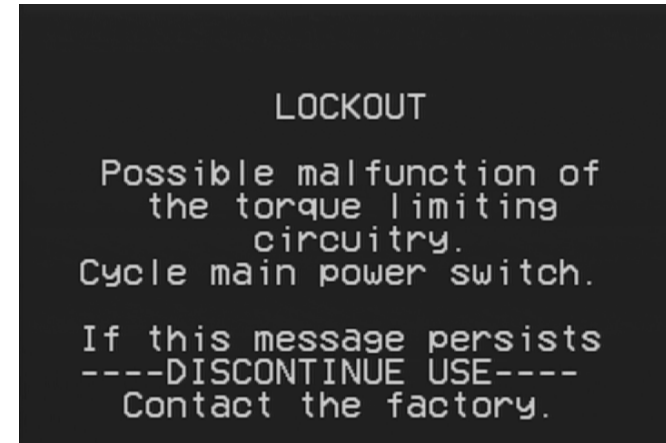 LOCKOUT
Possible malfunction of
the torque limiting
circuitry.
Cycle main power switch.
If this message persists
----DISCONTINUE USE----
Contact the factory.